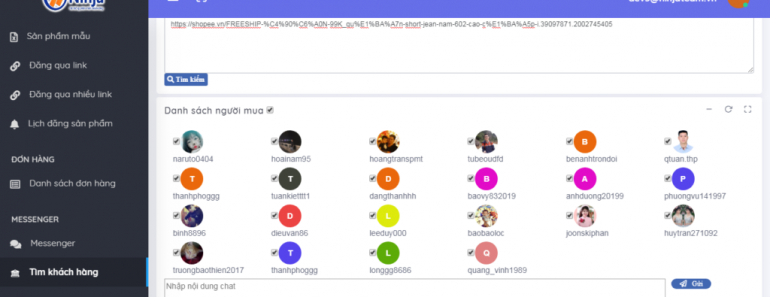 Ninja
https://shopee.vn/FREESHIP-%C4%90%C6%A0N-99K_qu%E1%BA%A7n-short-jean-nam-602-cao-c%E1%BA%A5p-i.39097871.2002745405
Sản phẩm mẫu
Đăng qua link
Đăng qua nhiều link
Lịch đăng sản phẩm
ĐƠN HÀNG
Danh sách đơn hàng
MESSENGER
Messenger
Tìm khách hàng
Tìm kiếm
Danh sách người mua
B
naruto0404 hoainam95 hoangtranspmt tubeoudfd benanhtrondoi qtuan.thp
T T D B A P
thanhphoggg tuankietttt1 dangthanhhh baovy832019 anhduong20199 phuongvu141997
D L
binh8896 dieuvan86 leeduy000 baobaoloc joonskiphan huytran271092
T L Q
truongbaothien2017 thanhphoggg longgg8686 quang_vinh1989
Nhập nội dung chat
Gửi